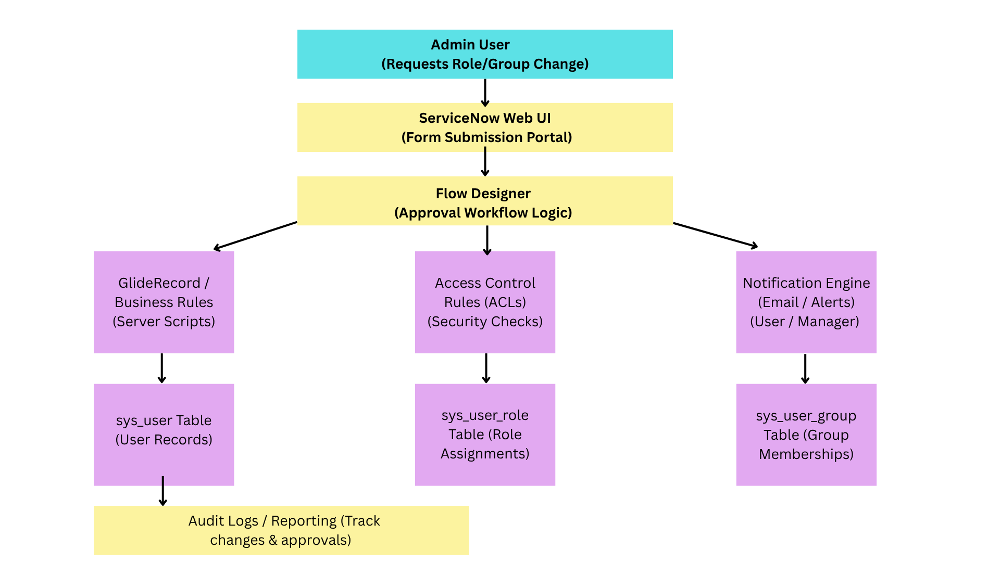 Admin User
(Requests Role/Group Change)
ServiceNow Web UI
(Form Submission Portal)
Flow Designer
(Approval Workflow Logic)
GlideRecord /
Business Rules
(Server Scripts)
Access Control
Rules (ACLs)
(Security Checks)
Notification Engine
(Email / Alerts)
(User / Manager)
sys_user Table
(User Records)
sys_user_role
Table (Role
Assignments)
sys_user_group
Table (Group
Memberships)
Audit Logs / Reporting (Track
changes & approvals)